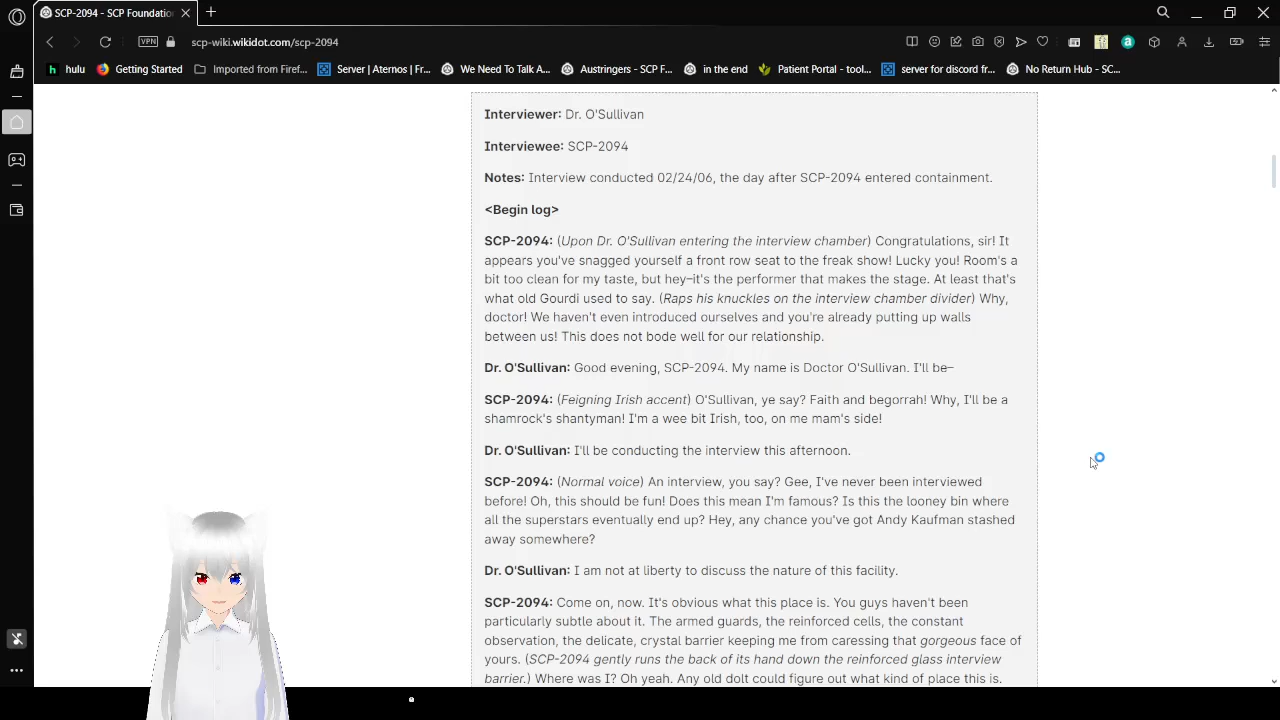 SCP-2094 - SCP Foundatio
VPN
scp-wiki.wikidot.com/scp-2094
a
h hulu
Getting Started
Imported from Firef...
Server | Aternos | Fr...
We Need To Talk A...
Austringers - SCP F...
in the end
Patient Portal - tool...
server for discord fr...
No Return Hub - SC...
Interviewer: Dr. O'Sullivan
Interviewee: SCP-2094
Notes: Interview conducted 02/24/06, the day after SCP-2094 entered containment.
<Begin log>
SCP-2094: (Upon Dr. O'Sullivan entering the interview chamber) Congratulations, sir! It
appears you've snagged yourself a front row seat to the freak show! Lucky you! Room's a
bit too clean for my taste, but hey—it's the performer that makes the stage. At least that's
what old Gourdi used to say. (Raps his knuckles on the interview chamber divider) Why,
doctor! We haven't even introduced ourselves and you're already putting up walls
between us! This does not bode well for our relationship.
Dr. O'Sullivan: Good evening, SCP-2094. My name is Doctor O'Sullivan. I'll be—
SCP-2094: (Feigning Irish accent) O'Sullivan, ye say? Faith and begorrah! Why, I'll be a
shamrock's shantyman! I'm a wee bit Irish, too, on me mam's side!
Dr. O'Sullivan: I'll be conducting the interview this afternoon.
SCP-2094: (Normal voice) An interview, you say? Gee, I've never been interviewed
before! Oh, this should be fun! Does this mean I'm famous? Is this the looney bin where
all the superstars eventually end up? Hey, any chance you've got Andy Kaufman stashed
away somewhere?
Dr. O'Sullivan: I am not at liberty to discuss the nature of this facility.
SCP-2094: Come on, now. It's obvious what this place is. You guys haven't been
particularly subtle about it. The armed guards, the reinforced cells, the constant
observation, the delicate, crystal barrier keeping me from caressing that gorgeous face of
yours. (SCP-2094 gently runs the back of its hand down the reinforced glass interview
barrier.) Where was I? Oh yeah. Any old dolt could figure out what kind of place this is.